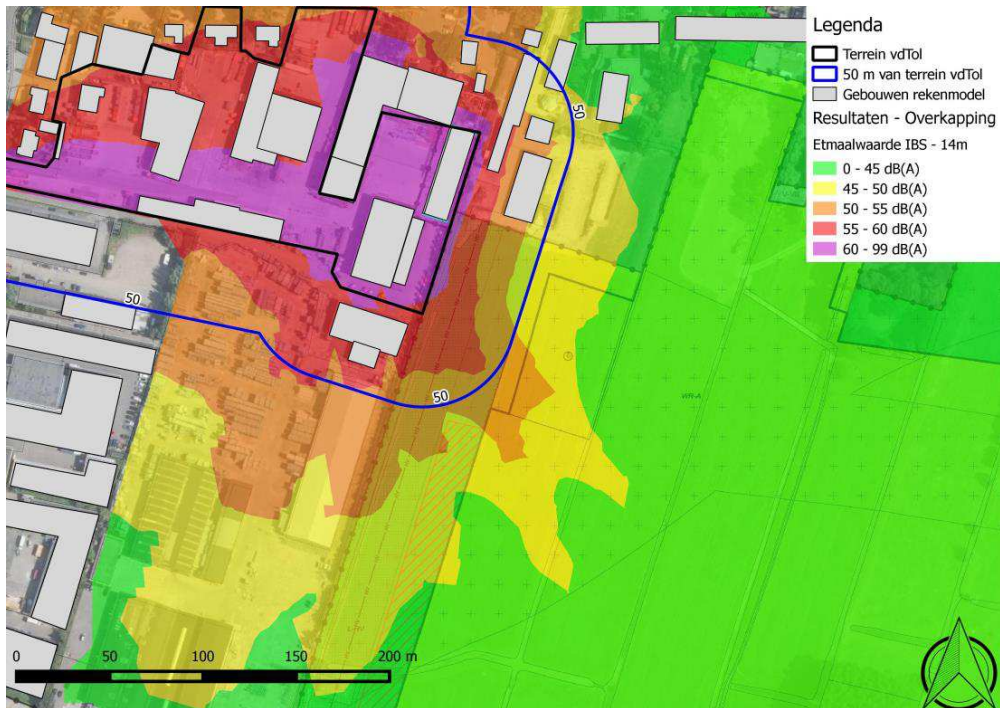 Legenda
Terrein vdTol
50 m van terrein vdTol
Gebouwen rekenmodel
Resultaten - Overkapping
Etmaalwaarde IBS - 14m
0 - 45 dB(A)
45 - 50 dB(A)
50 - 55 dB(A)
55 - 60 dB(A)
60 - 99 dB(A)
50
50
50
50
0 50 100 150 200 m